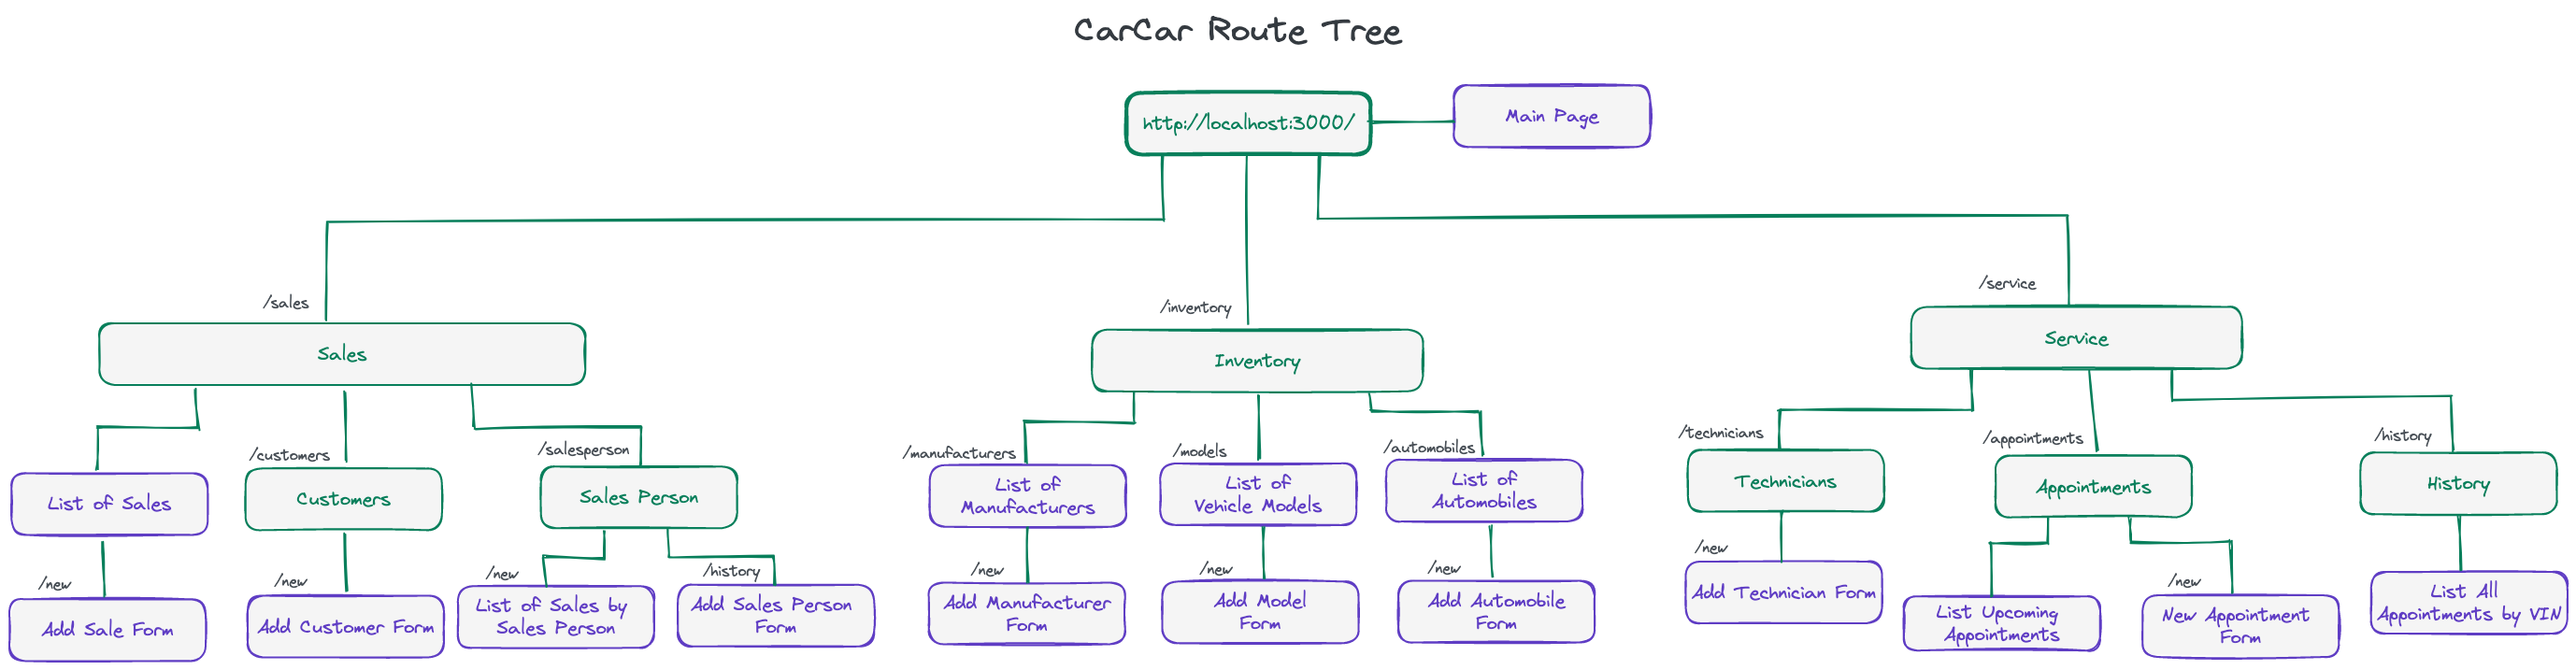 CarCar Route Tree
http://localhost:3000/
Main Page
/sales
/inventory
/service
Sales
Inventory
Service
/customers
/salesperson
/manufacturers
/models
/automobiles
/technicians
/appointments
/history
List of Sales
Customers
Sales Person
List of
Manufacturers
List of
Vehicle Models
List of
Automobiles
Technicians
Appointments
History
/new
/new
/new
/history
/new
/new
/new
/new
/new
Add Sale Form
Add Customer Form
List of Sales by
Sales Person
Add Sales Person
Form
Add Manufacturer
Form
Add Model
Form
Add Automobile
Form
Add Technician Form
List Upcoming
Appointments
New Appointment
Form
List All
Appointments by VIN